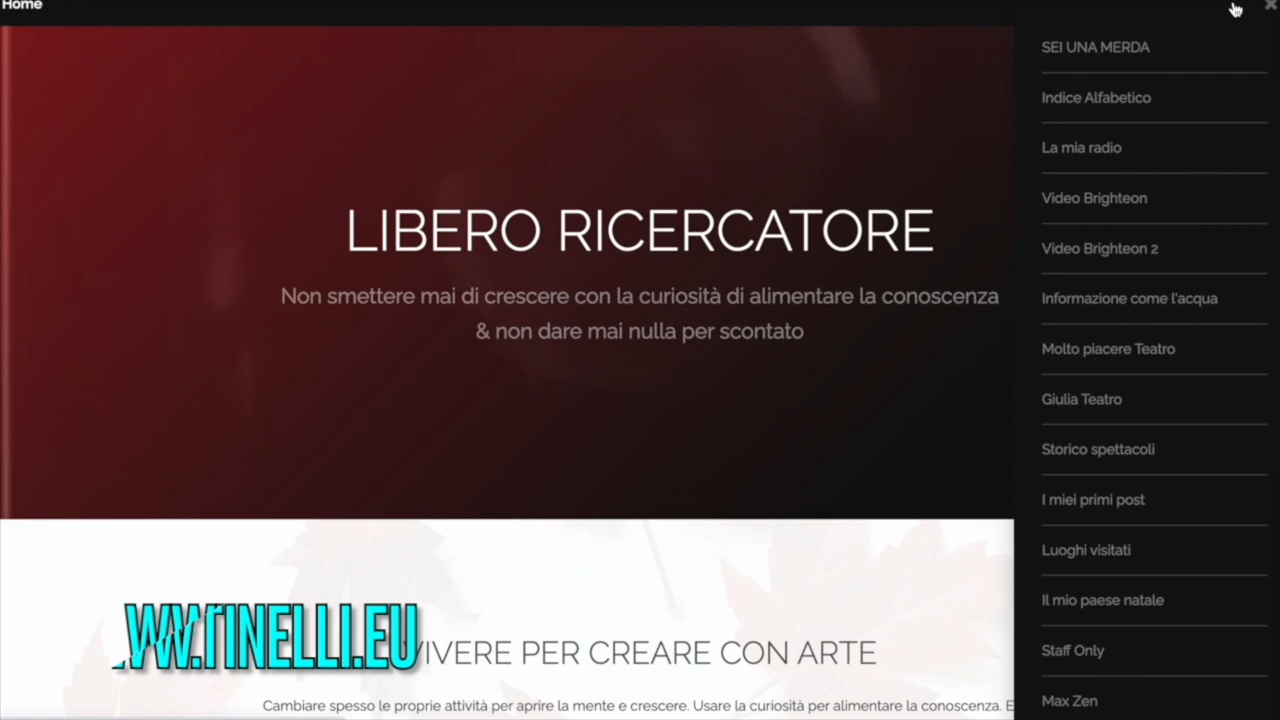 Home
LIBERO RICERCATORE
Non smettere mai di crescere con la curiosità di alimentare la conoscenza
& non dare mai nulla per scontato
VIVERE PER CREARE CON ARTE
Cambiare spesso le proprie attività per aprire la mente e crescere. Usare la curiosità per alimentare la conoscenza. E
SEI UNA MERDA
Indice Alfabetico
La mia radio
Video Brighteon
Video Brighteon 2
Informazione come l'acqua
Molto piacere Teatro
Giulia Teatro
Storico spettacoli
I miei primi post
Luoghi visitati
Il mio paese natale
Staff Only
Max Zen